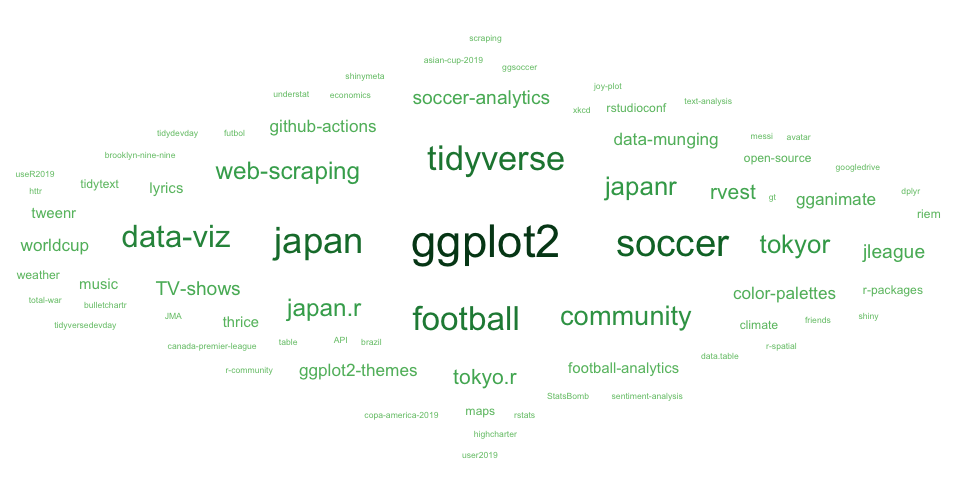 scraping
asian-cup-2019
ggsoccer
shinymeta
joy-plot
understat
economics
soccer-analytics
xkcd
rstudioconf
text-analysis
github-actions
tidydevday
futbol
data-munging
messi
avatar
brooklyn-nine-nine
tidyverse
open-source
web-scraping
googledrive
useR2019
httr
tidytext
lyrics
japanr
rvest
gt
gganimate
dplyr
tweenr
riem
worldcup
data-viz
japan
ggplot2
soccer
tokyor
jleague
weather
music
TV-shows
color-palettes
r-packages
total-war
bulletchartr
japan.r
tidyversedevday
JMA
thrice
football
community
climate
friends
shiny
canada-premier-league
table
API
brazil
r-spatial
data.table
r-community
ggplot2-themes
tokyo.r
football-analytics
StatsBomb
sentiment-analysis
copa-america-2019
maps
rstats
highcharter
user2019